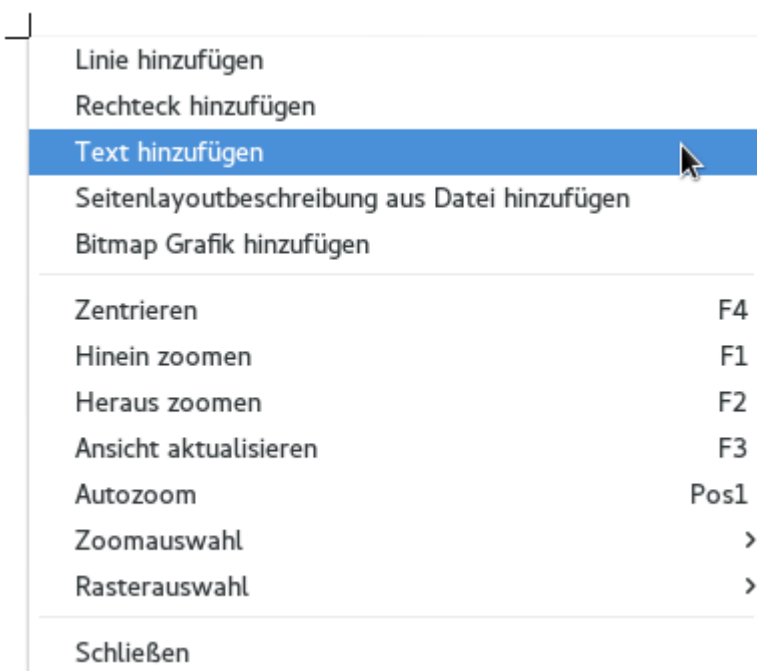 Linie hinzufügen
Rechteck hinzufügen
Text hinzufügen
Seitenlayoutbeschreibung aus Datei hinzufügen
Bitmap Grafik hinzufügen
Zentrieren F4
Hinein zoomen F1
Heraus zoomen F2
Ansicht aktualisieren F3
Autozoom Pos1
Zoomauswahl
Rasterauswahl
Schließen